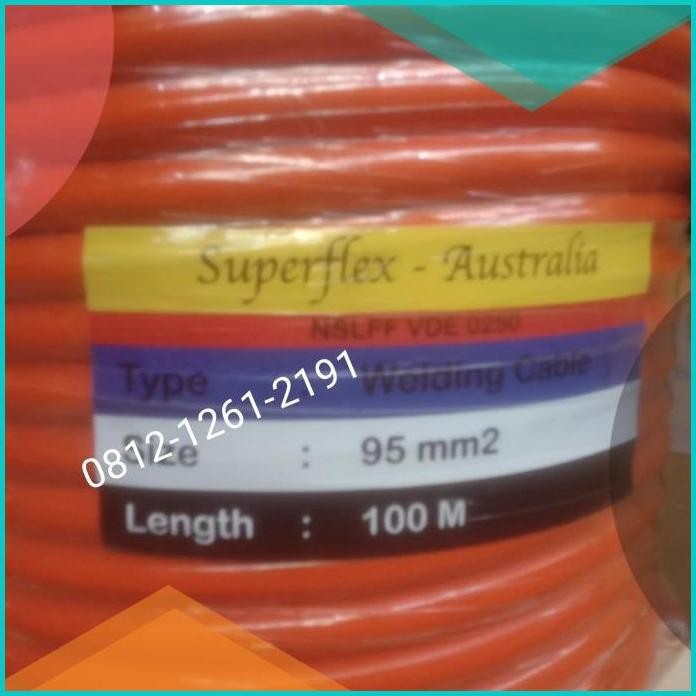 Superflex - Australia
NSLFF VDE 0250
Type Welding Cable
0812-1261-2191
Size : 95 mm2
Length : 100 M